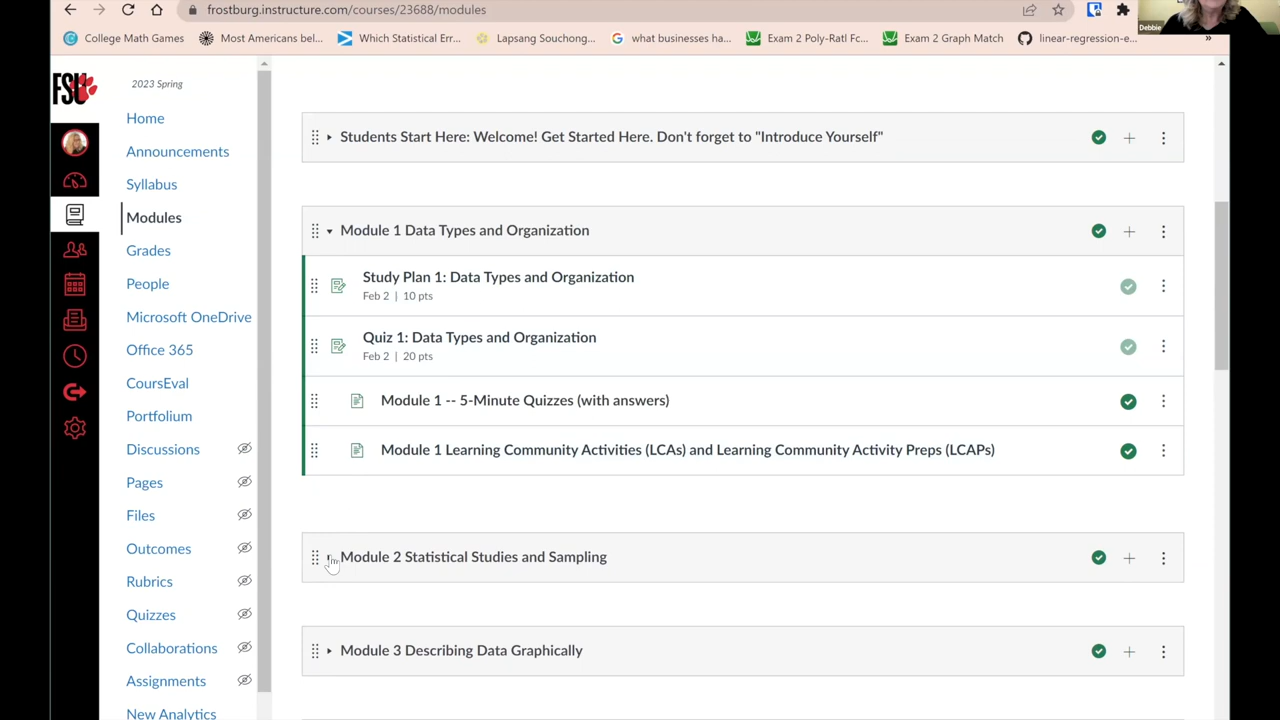 frostburg.instructure.com/courses/23688/modules
College Math Games
Most Americans bel...
Which Statistical Err...
Lapsang Souchong...
what businesses ha...
Exam 2 Poly-Ratl Fc...
Exam 2 Graph Match
linear-regression-e...
»
Debbie
FSU
2023 Spring
Home
Announcements
Syllabus
Modules
Grades
People
Microsoft OneDrive
Office 365
CoursEval
Portfolium
Discussions
Pages
Files
Outcomes
Rubrics
Quizzes
Collaborations
Assignments
New Analytics
Students Start Here: Welcome! Get Started Here. Don't forget to "Introduce Yourself"
Module 1 Data Types and Organization
Study Plan 1: Data Types and Organization
Feb 2 | 10 pts
Quiz 1: Data Types and Organization
Feb 2 | 20 pts
Module 1 -- 5-Minute Quizzes (with answers)
Module 1 Learning Community Activities (LCAs) and Learning Community Activity Preps (LCAPs)
Module 2 Statistical Studies and Sampling
Module 3 Describing Data Graphically